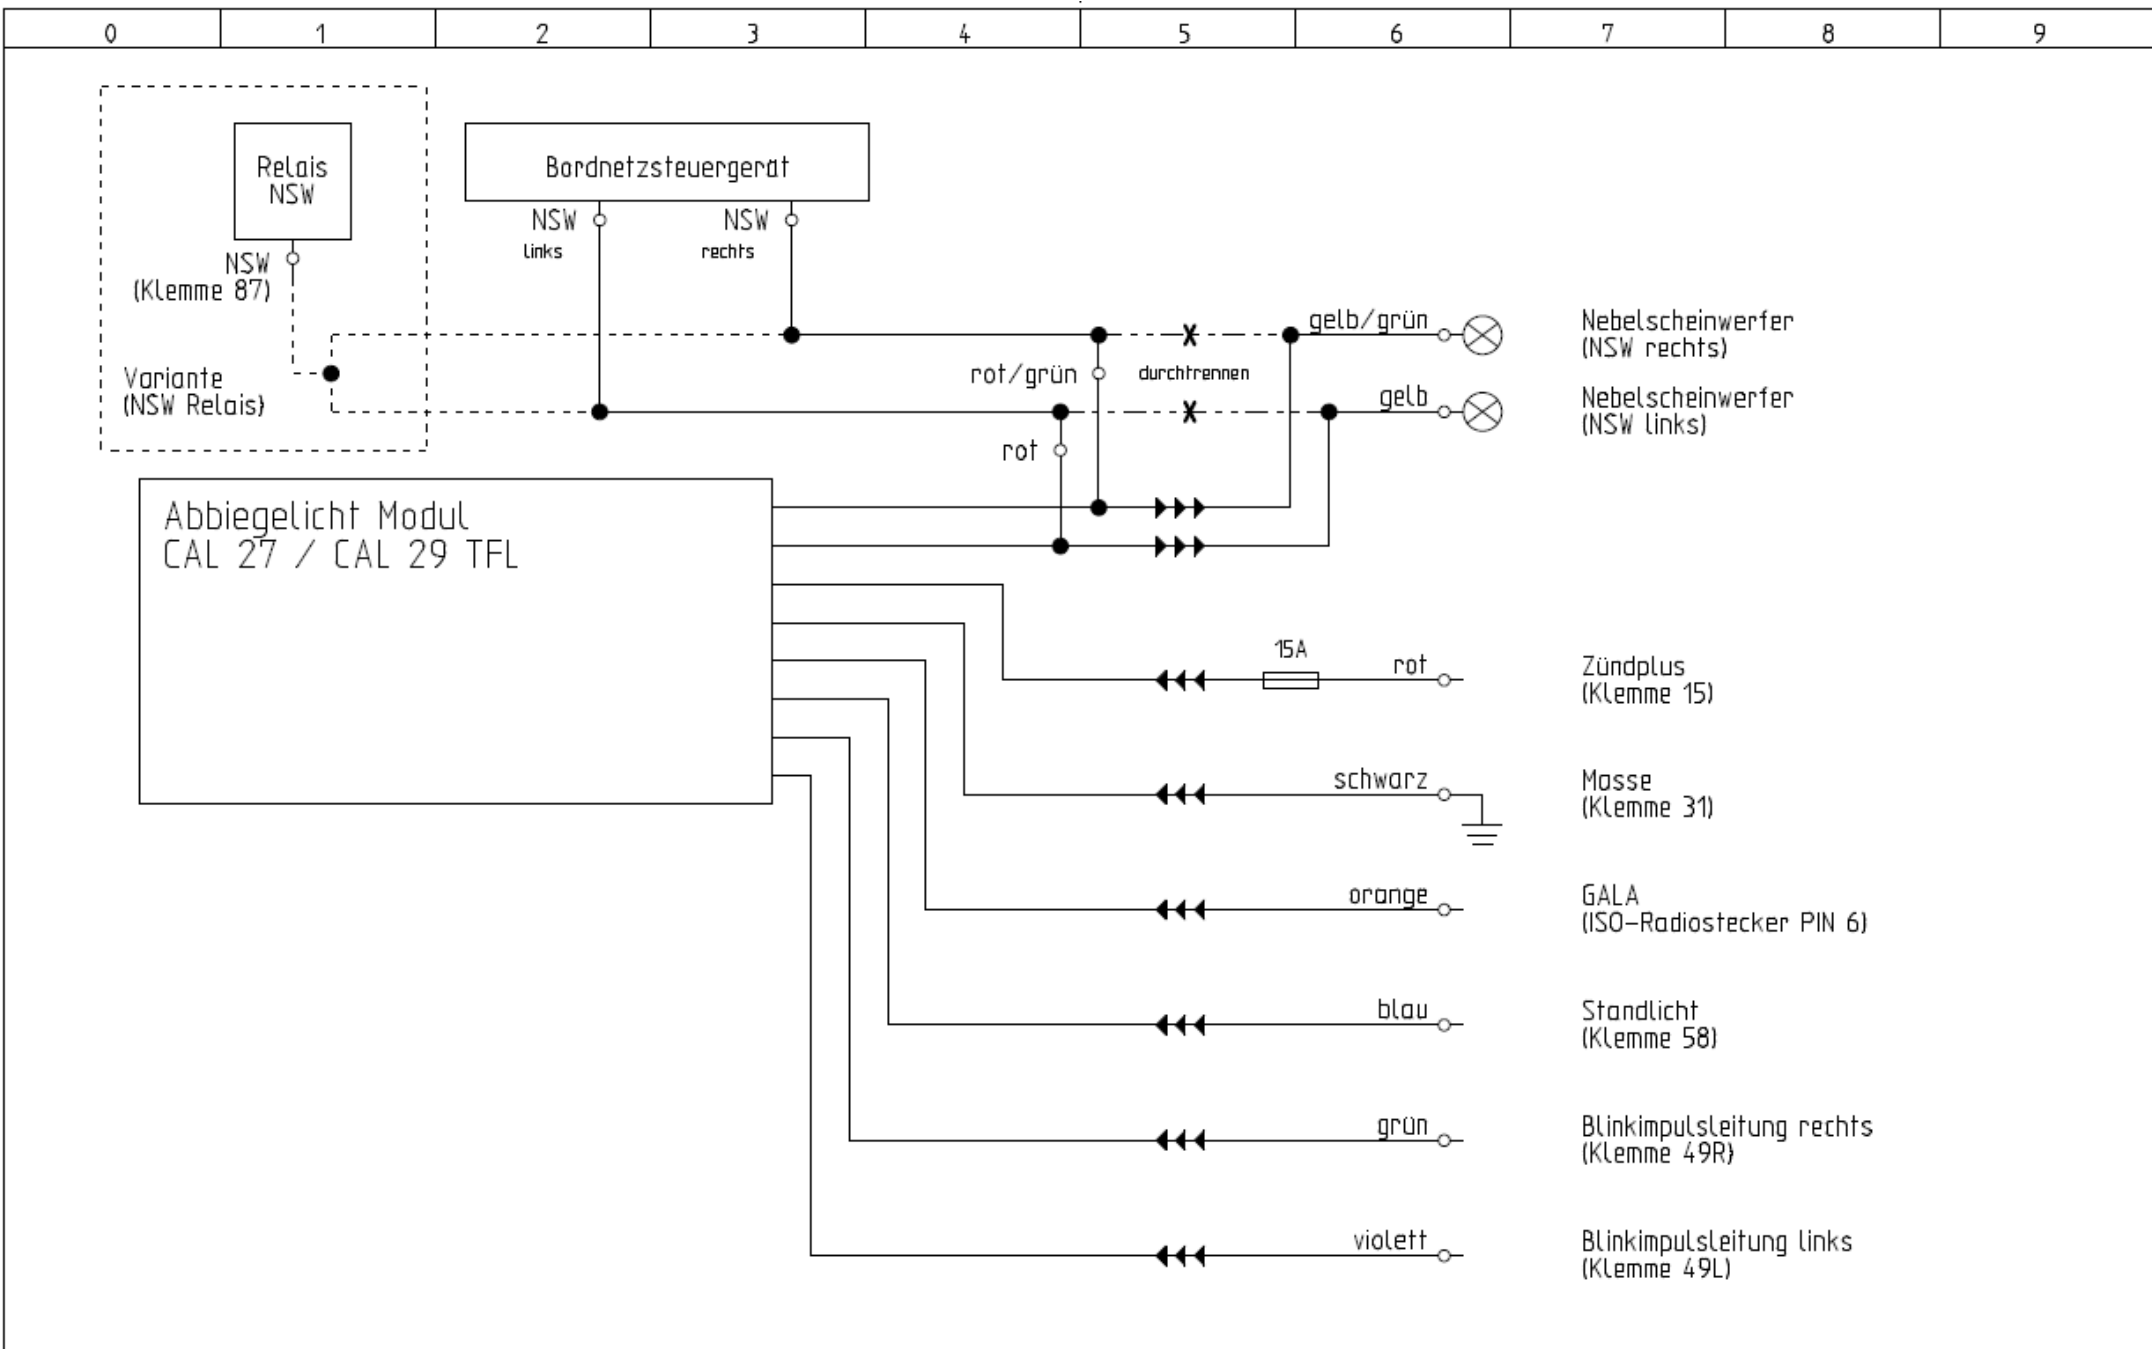 0 1 2 3 4 5 6 7 8 9
Relais
NSW
Bordnetzsteuergerät
NSW
links
NSW
rechts
NSW
(Klemme 87)
Variante
(NSW Relais)
gelb/grün
Nebelscheinwerfer
(NSW rechts)
rot/grün
durchtrennen
gelb
Nebelscheinwerfer
(NSW links)
rot
Abbiegelicht Modul
CAL 27 / CAL 29 TFL
15A
rot
Zündplus
(Klemme 15)
schwarz
Masse
(Klemme 31)
orange
GALA
(ISO-Radiostecker PIN 6)
blau
Standlicht
(Klemme 58)
grün
Blinkimpulsleitung rechts
(Klemme 49R)
violett
Blinkimpulsleitung links
(Klemme 49L)